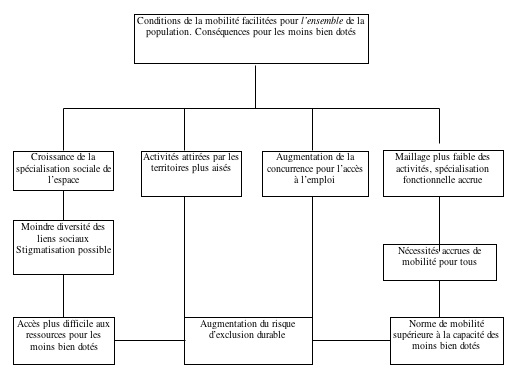 Conditions de la mobilité facilitées pour l'ensemble de la
population. Conséquences pour les moins bien dotés
Croissance de la
spécialisation sociale de
l'espace
Activités attirées par les
territoires plus aisés
Augmentation de la
concurrence pour l'accès
à l'emploi
Maillage plus faible des
activités, spécialisation
fonctionnelle accrue
Moindre diversité des
liens sociaux
Stigmatisation possible
Nécessités accrues de
mobilité pour tous
Accès plus difficile aux
ressources pour les
moins bien dotés
Augmentation du risque
d'exclusion durable
Norme de mobilité
supérieure à la capacité des
moins bien dotés